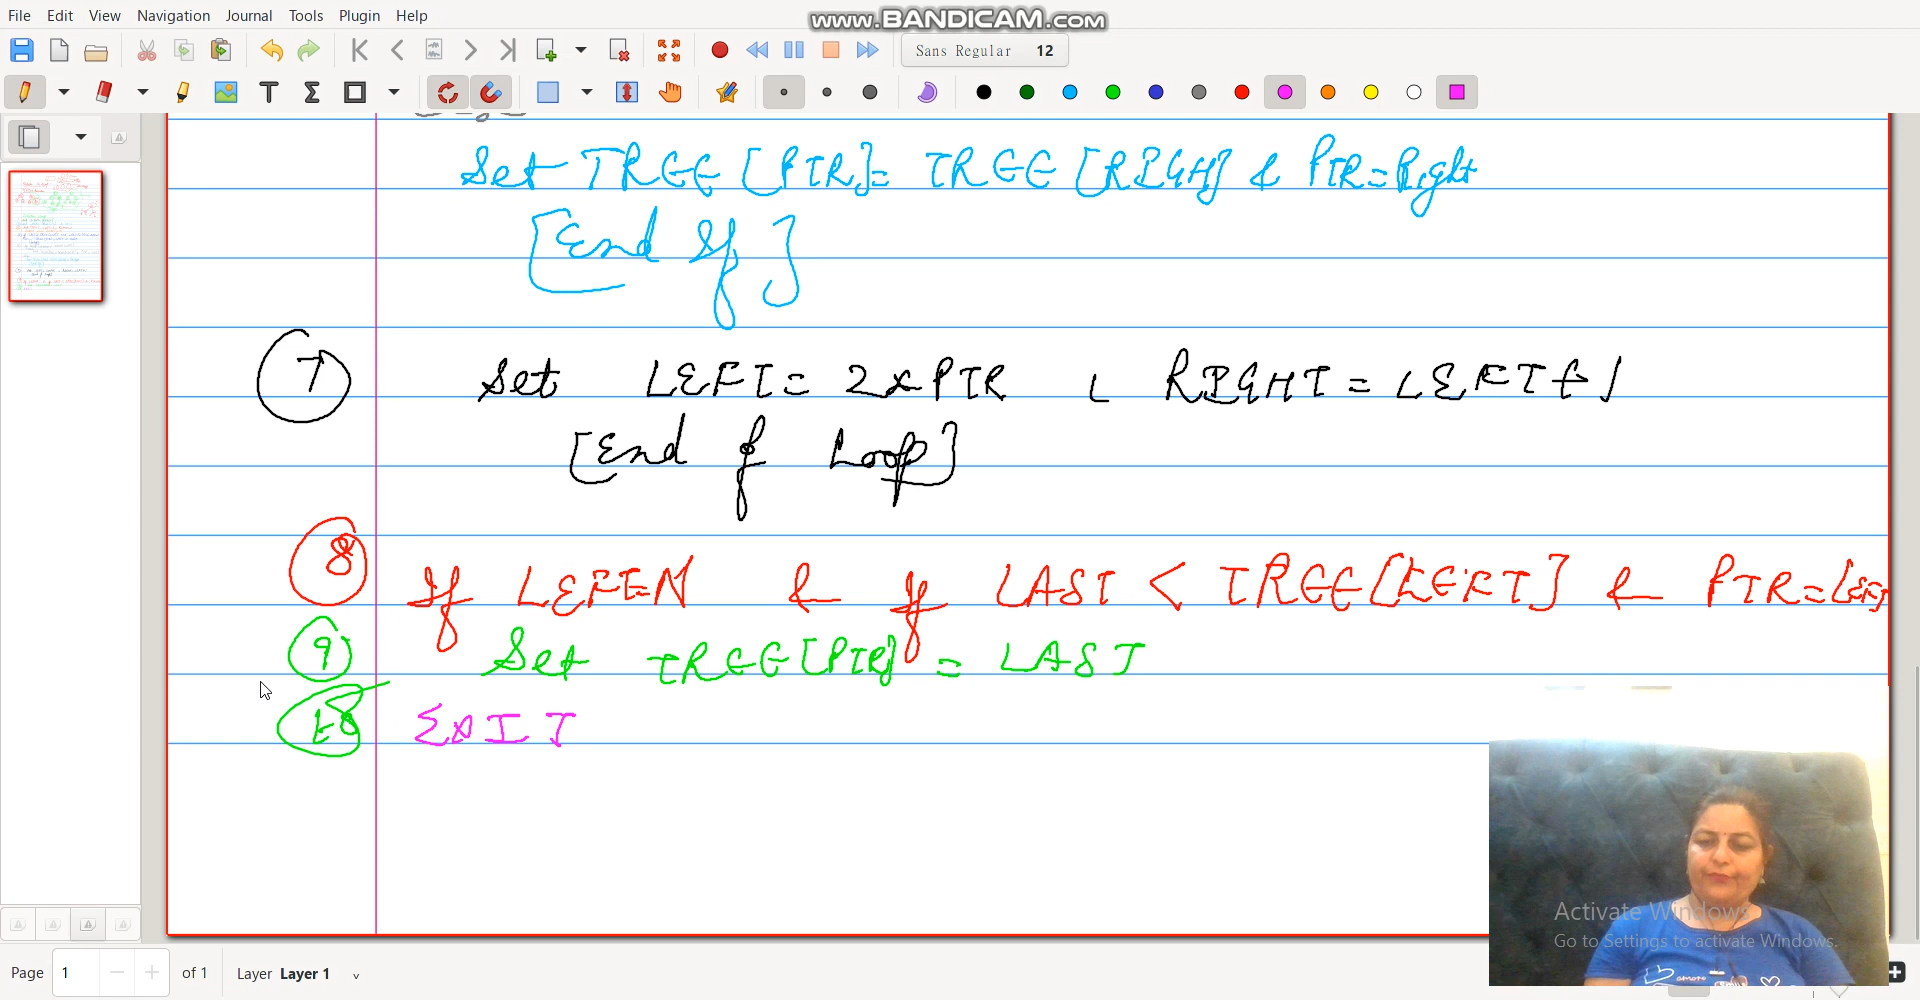 File Edit View Navigation Journal Tools Plugin Help
www.BANDICAM.com
Sans Regular 12
Set TREE [PTR]= TREE [RIGH] & PTR=Right
[End If]
7 Set LEFT= 2xPTR & RIGHT = LEFT+1
[End of Loop]
8 If LEFT=N & if LAST < TREE[LEFT] & PTR=Left
9 Set TREE[PTR] = LAST
10 EXIT
Activate Windows
Go to Settings to activate Windows.
Page 1 of 1 Layer Layer 1